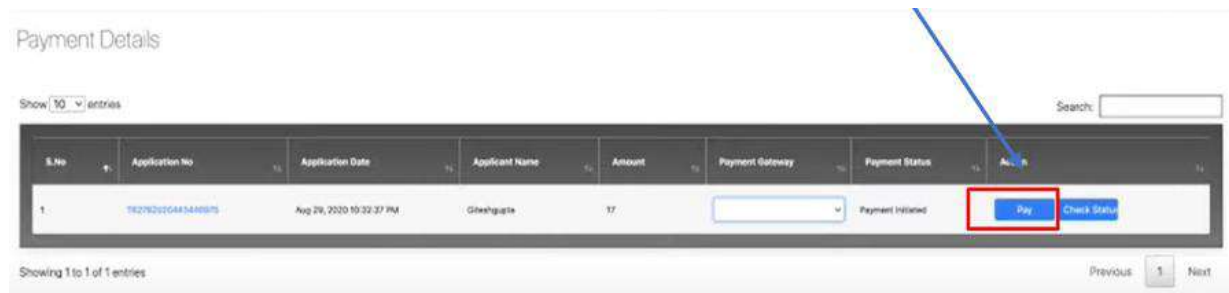 Payment Details
Show 10 entries
Search:
S.No Application No Application Date Applicant Name Amount Payment Gateway Payment Status
1 Aug 29, 2020 10:32:37 PM Giteshgupta 17 Payment Initiated Pay Check Status
Showing 1 to 1 of 1 entries
Previous 1 Next